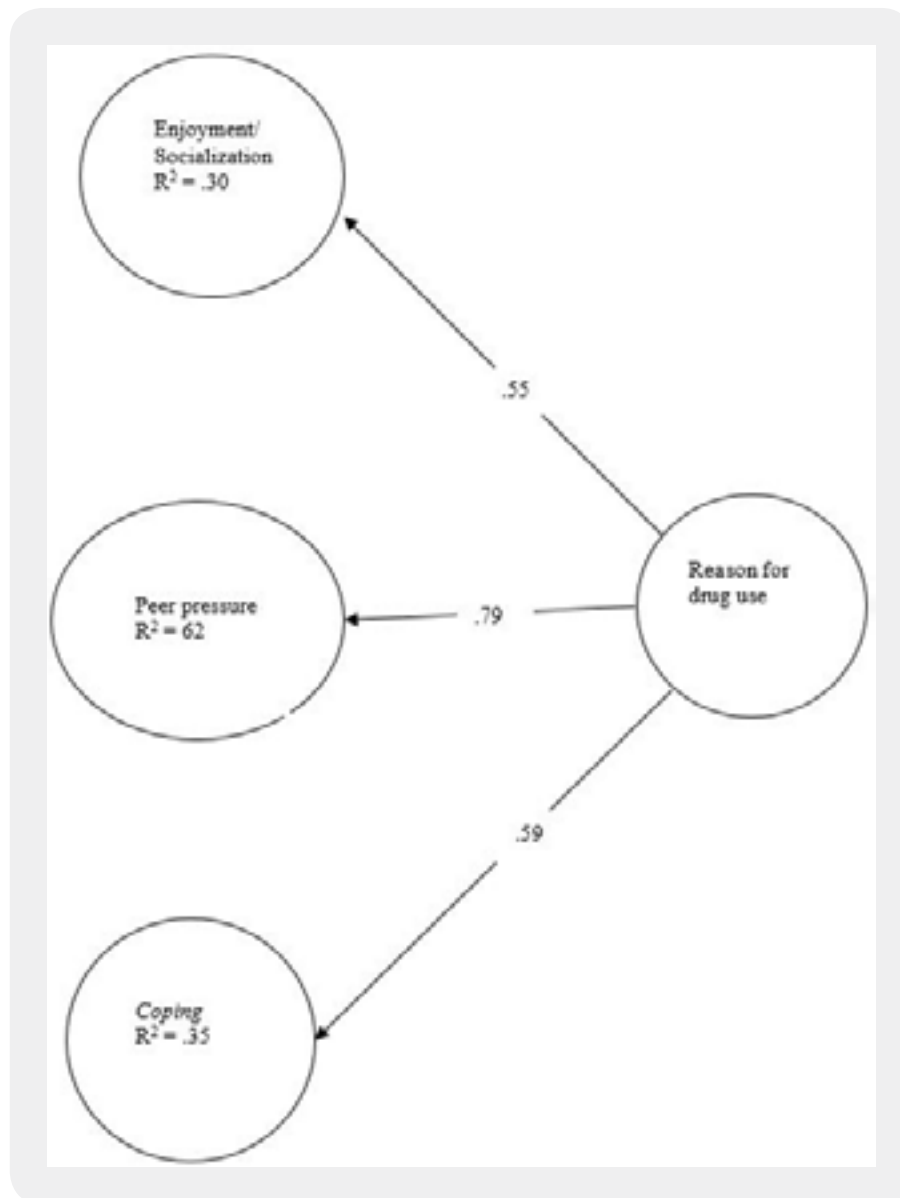 Enjoyment/
Socialization
R² = .30
.55
Reason for
drug use
Peer pressure
R² = 62
.79
.59
Coping
R² = .35